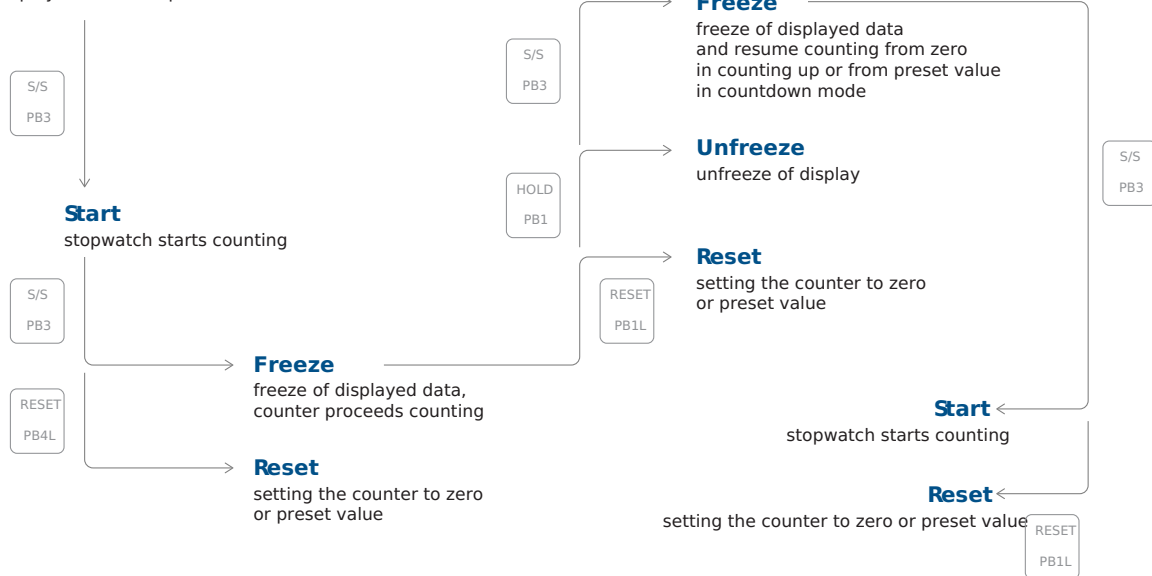 Freeze
freeze of displayed data
and resume counting from zero
in counting up or from preset value
in countdown mode
S/S
PB3
S/S
PB3
Unfreeze
unfreeze of display
S/S
PB3
HOLD
PB1
Start
stopwatch starts counting
Reset
setting the counter to zero
or preset value
S/S
PB3
RESET
PB1L
Freeze
freeze of displayed data,
counter proceeds counting
RESET
PB4L
Start
stopwatch starts counting
Reset
setting the counter to zero
or preset value
Reset
setting the counter to zero or preset value
RESET
PB1L